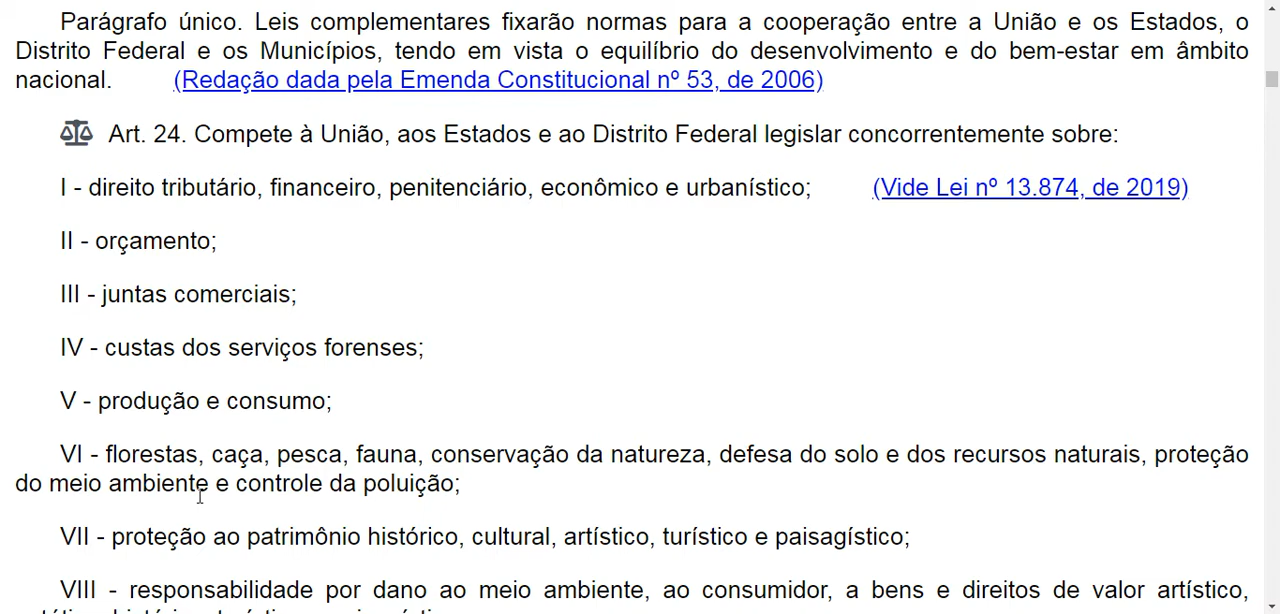 Parágrafo único. Leis complementares fixarão normas para a cooperação entre a União e os Estados, o
Distrito Federal e os Municípios, tendo em vista o equilíbrio do desenvolvimento e do bem-estar em âmbito
nacional. (Redação dada pela Emenda Constitucional nº 53, de 2006)
Art. 24. Compete à União, aos Estados e ao Distrito Federal legislar concorrentemente sobre:
I - direito tributário, financeiro, penitenciário, econômico e urbanístico; (Vide Lei nº 13.874, de 2019)
II - orçamento;
III - juntas comerciais;
IV - custas dos serviços forenses;
V - produção e consumo;
VI - florestas, caça, pesca, fauna, conservação da natureza, defesa do solo e dos recursos naturais, proteção
do meio ambiente e controle da poluição;
VII - proteção ao patrimônio histórico, cultural, artístico, turístico e paisagístico;
VIII - responsabilidade por dano ao meio ambiente, ao consumidor, a bens e direitos de valor artístico,